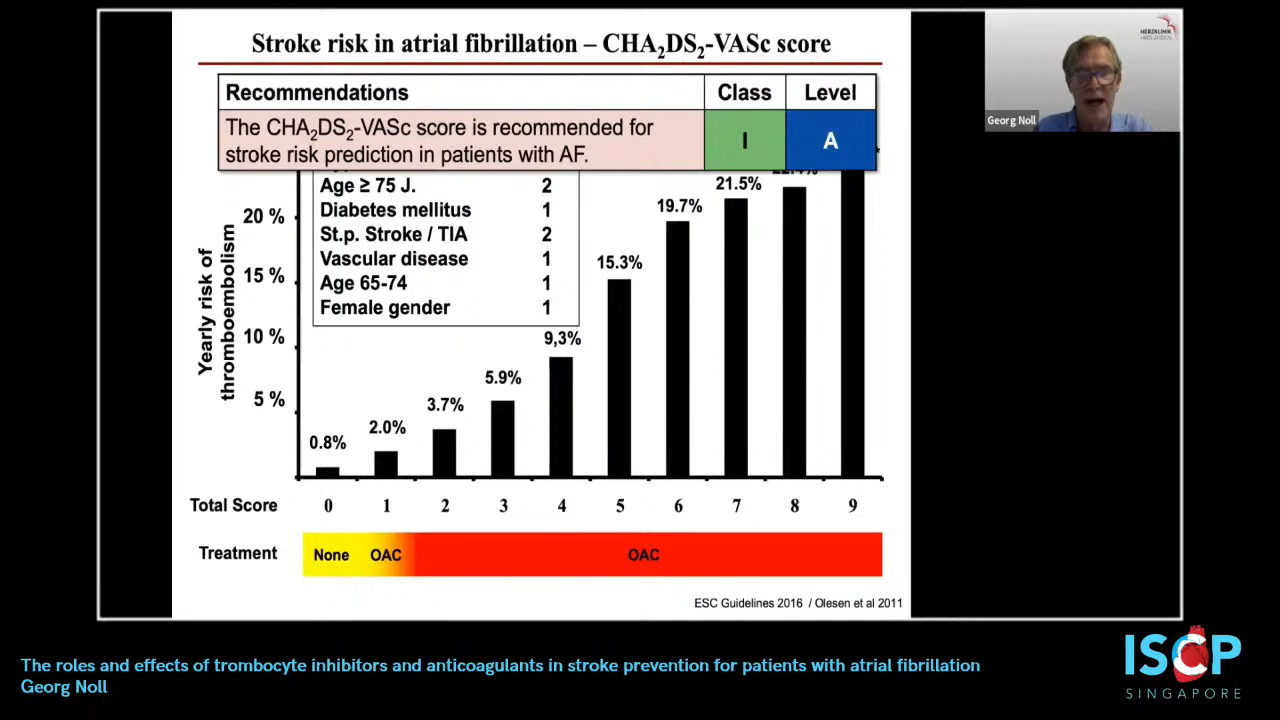 Stroke risk in atrial fibrillation – CHA₂DS₂-VASc score
Recommendations Class Level
The CHA₂DS₂-VASc score is recommended for
stroke risk prediction in patients with AF.
I A
Age ≥ 75 J. 2
Diabetes mellitus 1
St.p. Stroke / TIA 2
Vascular disease 1
Age 65-74 1
Female gender 1
Yearly risk of
thromboembolism
20 %
15 %
10 %
5 %
0.8%
2.0%
3.7%
5.9%
9,3%
15.3%
19.7%
21.5%
Total Score 0 1 2 3 4 5 6 7 8 9
Treatment None OAC OAC
ESC Guidelines 2016 / Olesen et al 2011
Georg Noll
The roles and effects of trombocyte inhibitors and anticoagulants in stroke prevention for patients with atrial fibrillation
Georg Noll
ISCP
SINGAPORE